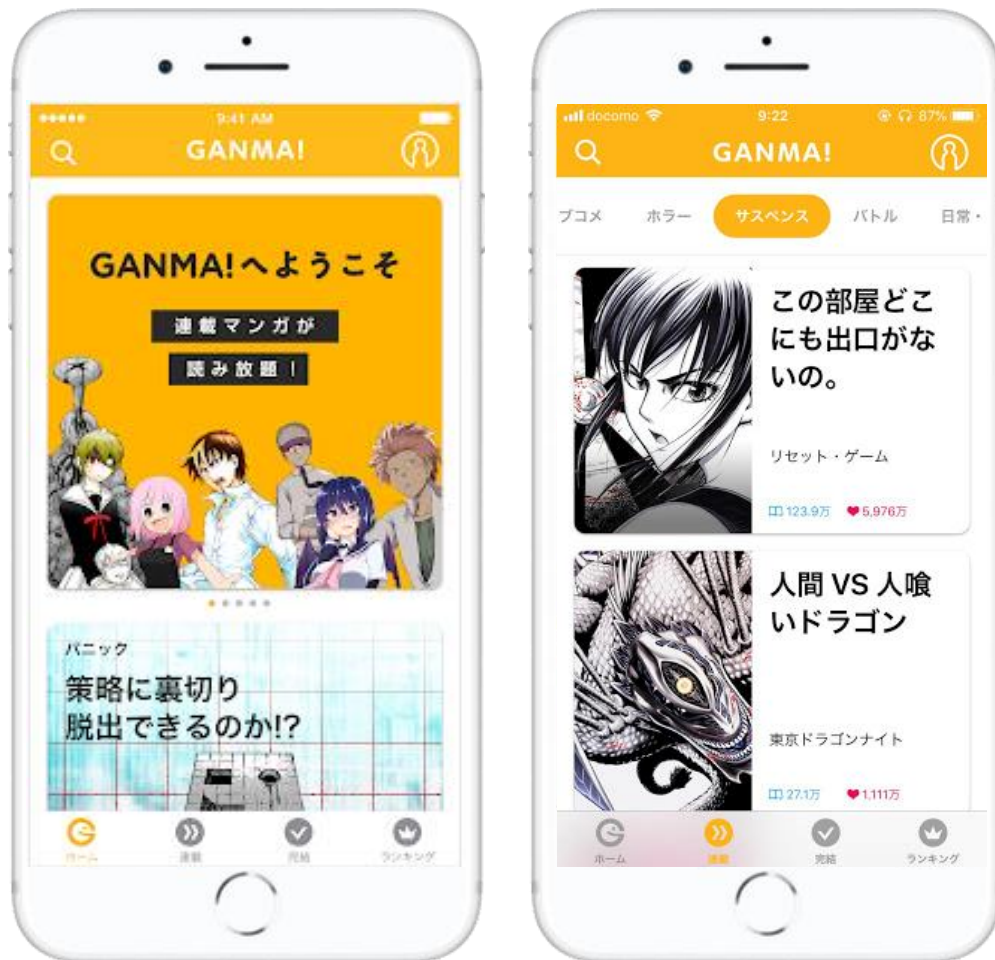 9:41 AM
GANMA!
GANMA!へようこそ
連載マンガが
読み放題！
パニック
策略に裏切り
脱出できるのか!?
ホーム
連載
完結
ランキング
docomo
9:22
87%
GANMA!
ブコメ
ホラー
サスペンス
バトル
日常・
この部屋どこ
にも出口がな
いの。
リセット・ゲーム
123.9万
5,976万
人間 VS 人喰
いドラゴン
東京ドラゴンナイト
27.1万
1,111万
ホーム
連載
完結
ランキング